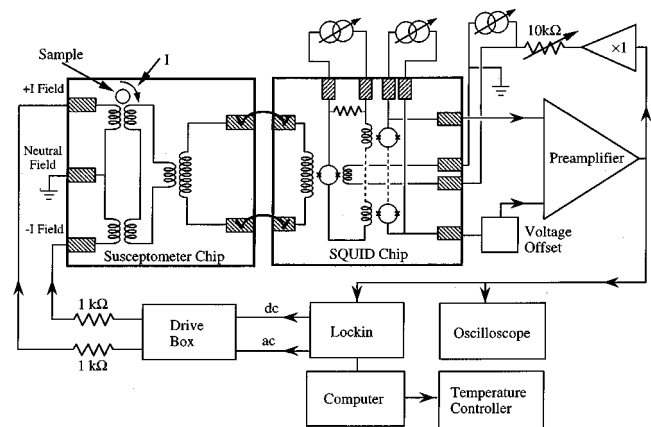 Sample
I
+I Field
Neutral
Field
-I Field
Susceptometer Chip
SQUID Chip
10kΩ
×1
Preamplifier
Voltage
Offset
1 kΩ
1 kΩ
Drive
Box
dc
ac
Lockin
Oscilloscope
Computer
Temperature
Controller